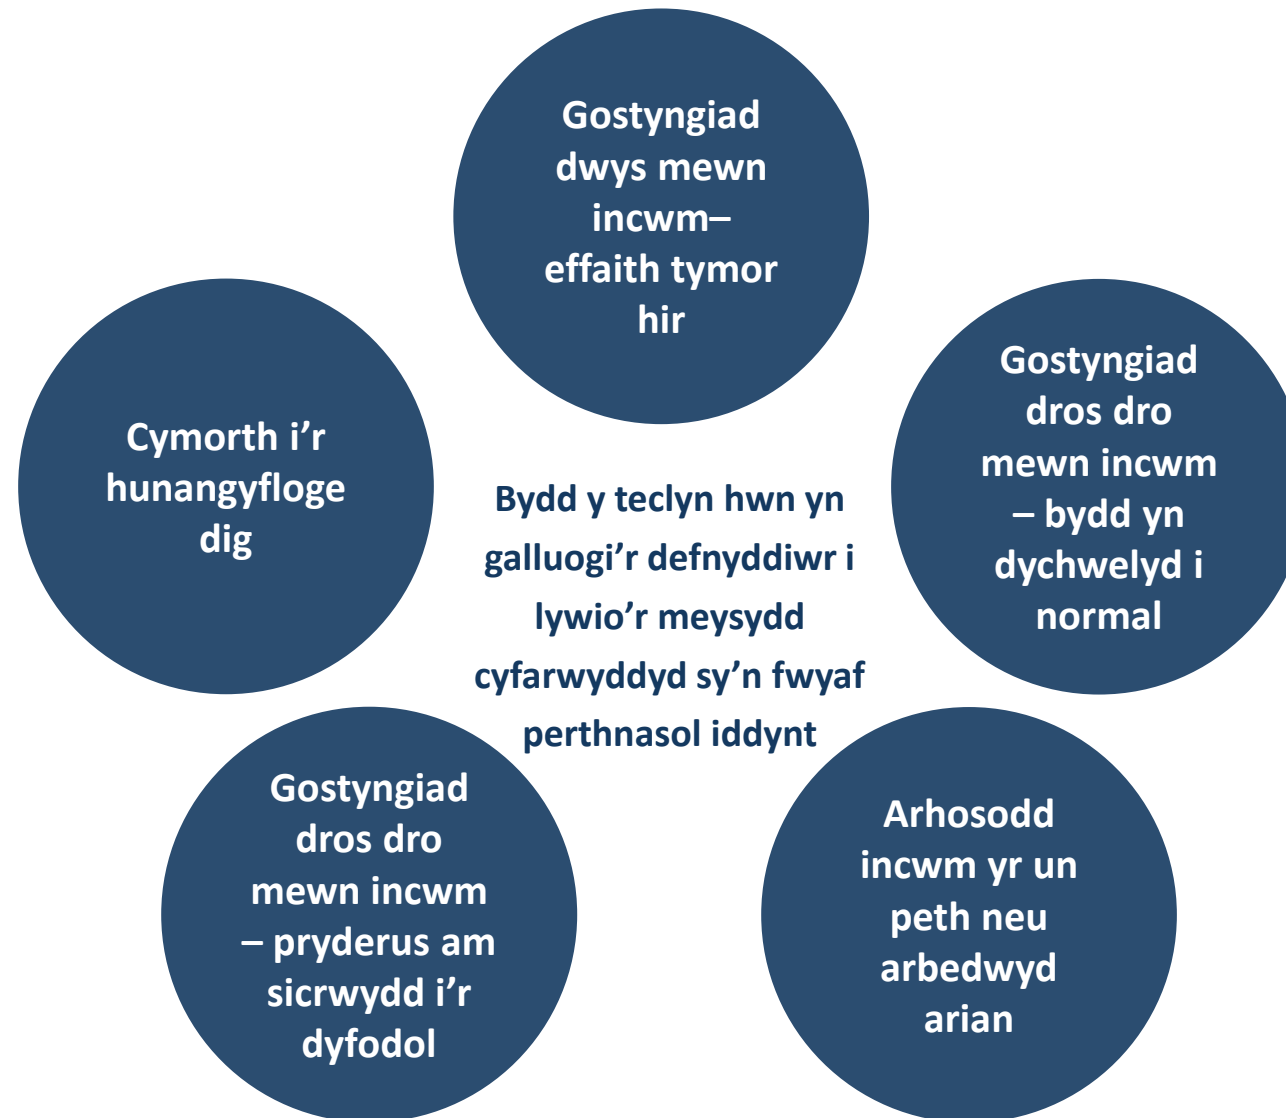 Gostyngiad
dwys mewn
incwm–
effaith tymor
hir
Gostyngiad
dros dro
mewn incwm
– bydd yn
dychwelyd i
normal
Arhosodd
incwm yr un
peth neu
arbedwyd
arian
Gostyngiad
dros dro
mewn incwm
– pryderus am
sicrwydd i’r
dyfodol
Cymorth i’r
hunangyfloge
dig
Bydd y teclyn hwn yn
galluogi’r defnyddiwr i
lywio’r meysydd
cyfarwyddyd sy’n fwyaf
perthnasol iddynt